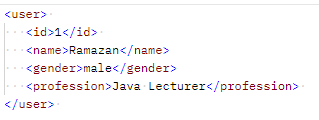 <user>
<id>1</id>
<name>Ramazan</name>
<gender>male</gender>
<profession>Java Lecturer</profession>
</user>